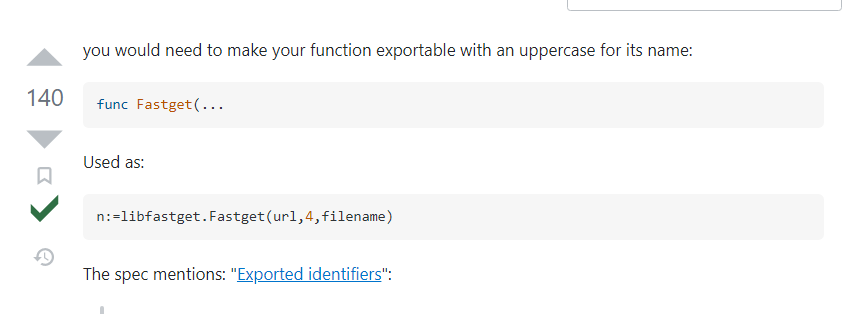 you would need to make your function exportable with an uppercase for its name:
140
func Fastget(...
Used as:
n:=libfastget.Fastget(url,4,filename)
The spec mentions: "Exported identifiers":